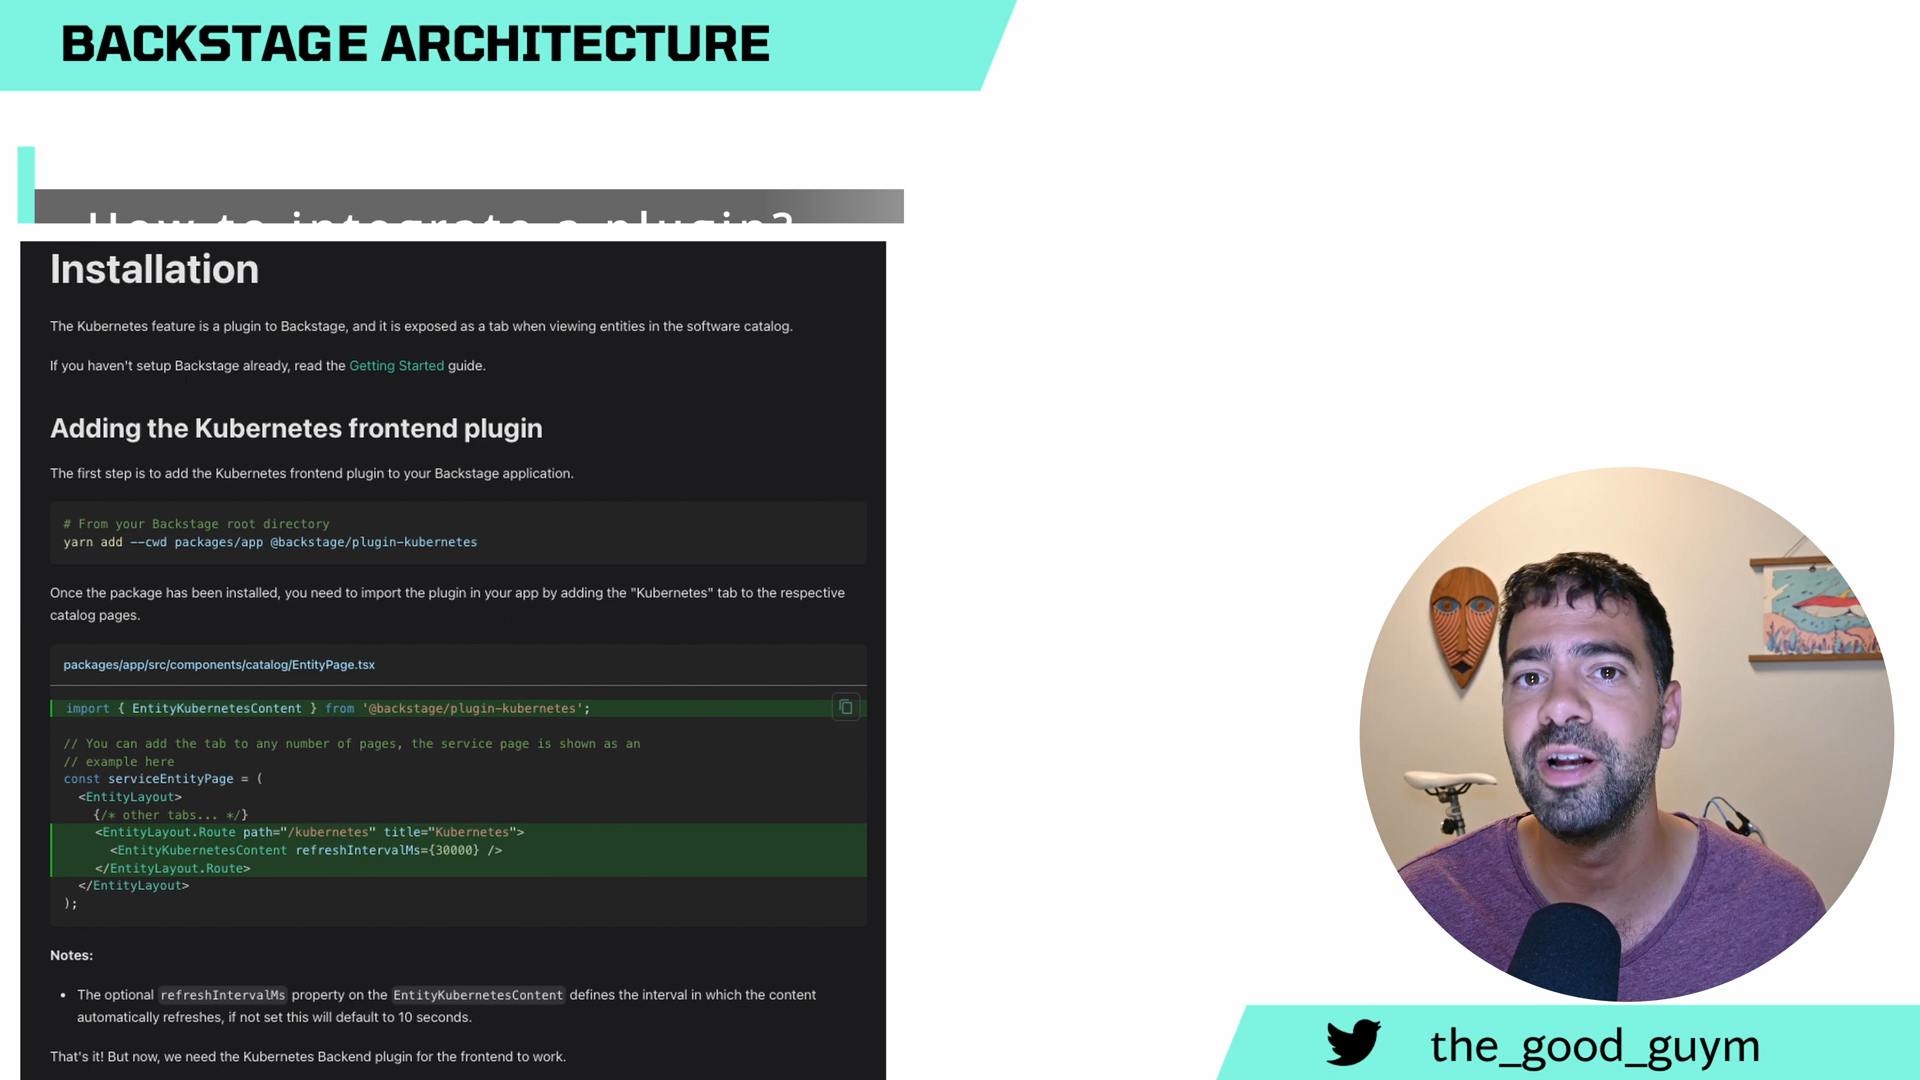 BACKSTAGE ARCHITECTURE
How to integrate a plugin?
Installation
The Kubernetes feature is a plugin to Backstage, and it is exposed as a tab when viewing entities in the software catalog.
If you haven't setup Backstage already, read the Getting Started guide.
Adding the Kubernetes frontend plugin
The first step is to add the Kubernetes frontend plugin to your Backstage application.
# From your Backstage root directory
yarn add --cwd packages/app @backstage/plugin-kubernetes
Once the package has been installed, you need to import the plugin in your app by adding the "Kubernetes" tab to the respective
catalog pages.
packages/app/src/components/catalog/EntityPage.tsx
import { EntityKubernetesContent } from '@backstage/plugin-kubernetes';
// You can add the tab to any number of pages, the service page is shown as an
// example here
const serviceEntityPage = (
<EntityLayout>
{/* other tabs... */}
<EntityLayout.Route path="/kubernetes" title="Kubernetes">
<EntityKubernetesContent refreshIntervalMs={30000} />
</EntityLayout.Route>
</EntityLayout>
);
Notes:
• The optional refreshIntervalMs property on the EntityKubernetesContent defines the interval in which the content
automatically refreshes, if not set this will default to 10 seconds.
That's it! But now, we need the Kubernetes Backend plugin for the frontend to work.
the_good_guym